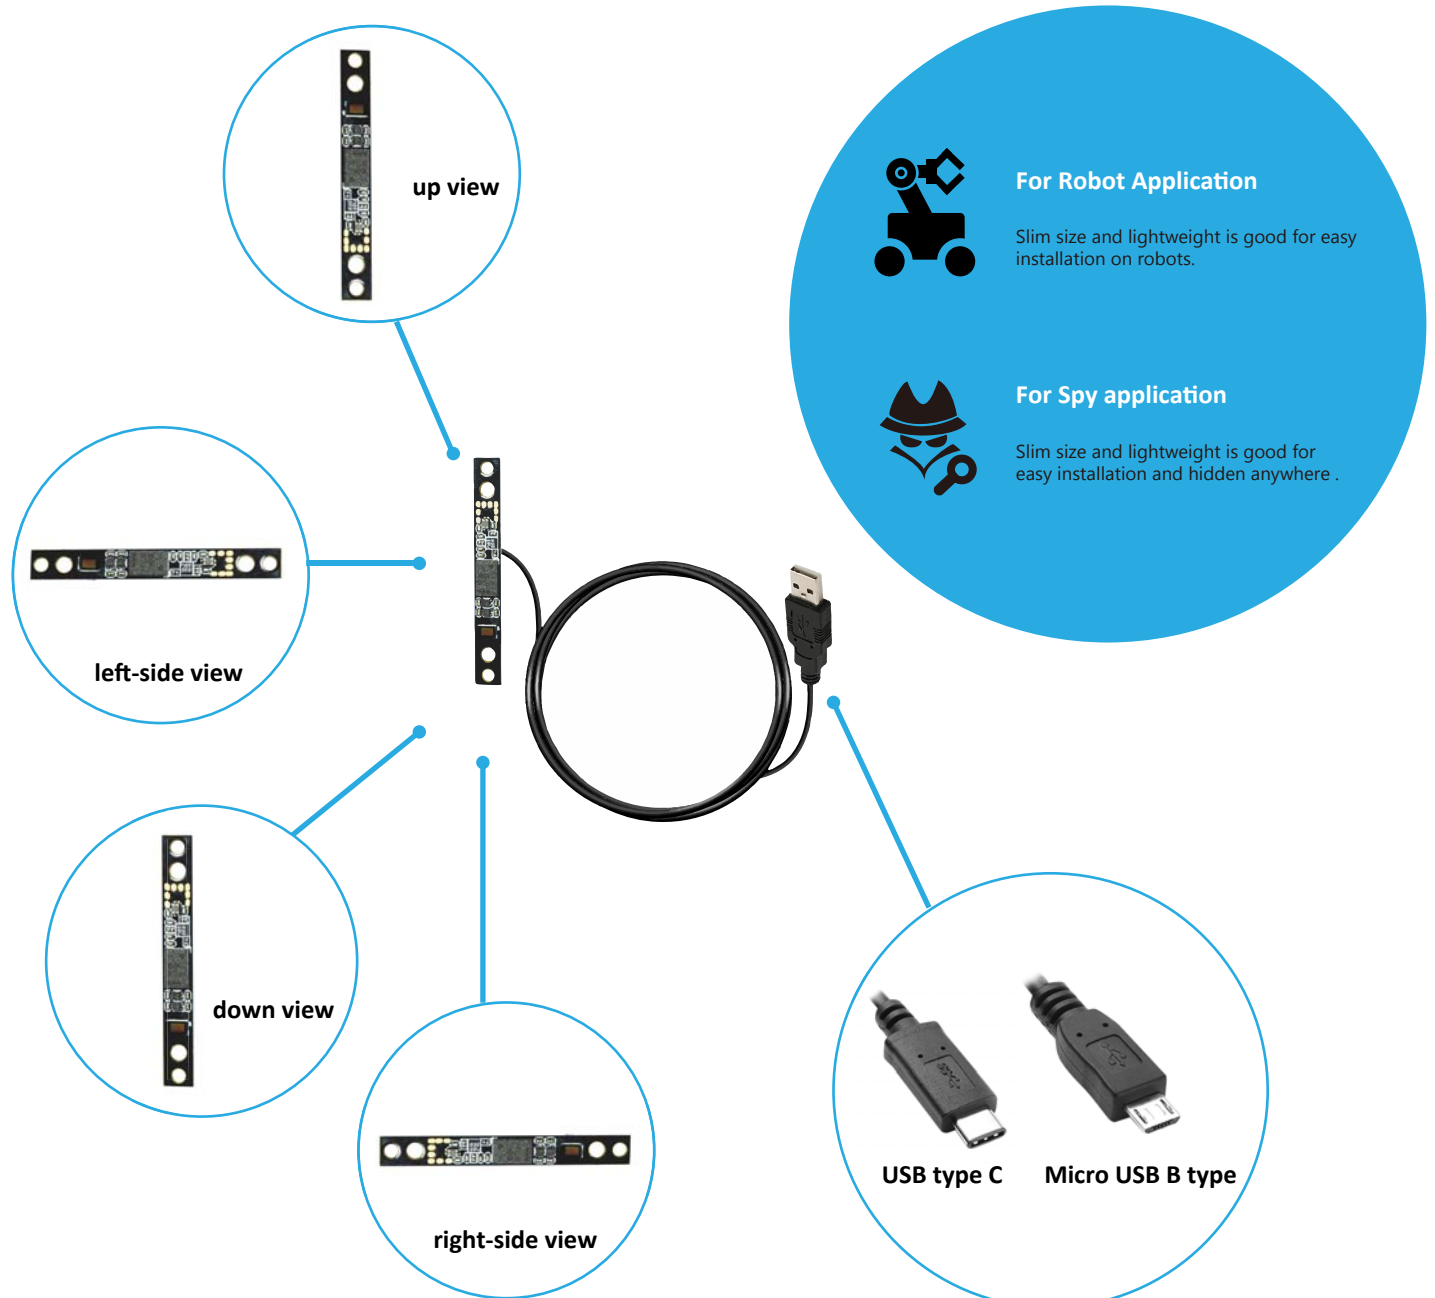 up view
For Robot Application
Slim size and lightweight is good for easy
installation on robots.
For Spy application
Slim size and lightweight is good for
easy installation and hidden anywhere .
left-side view
down view
right-side view
USB type C
Micro USB B type